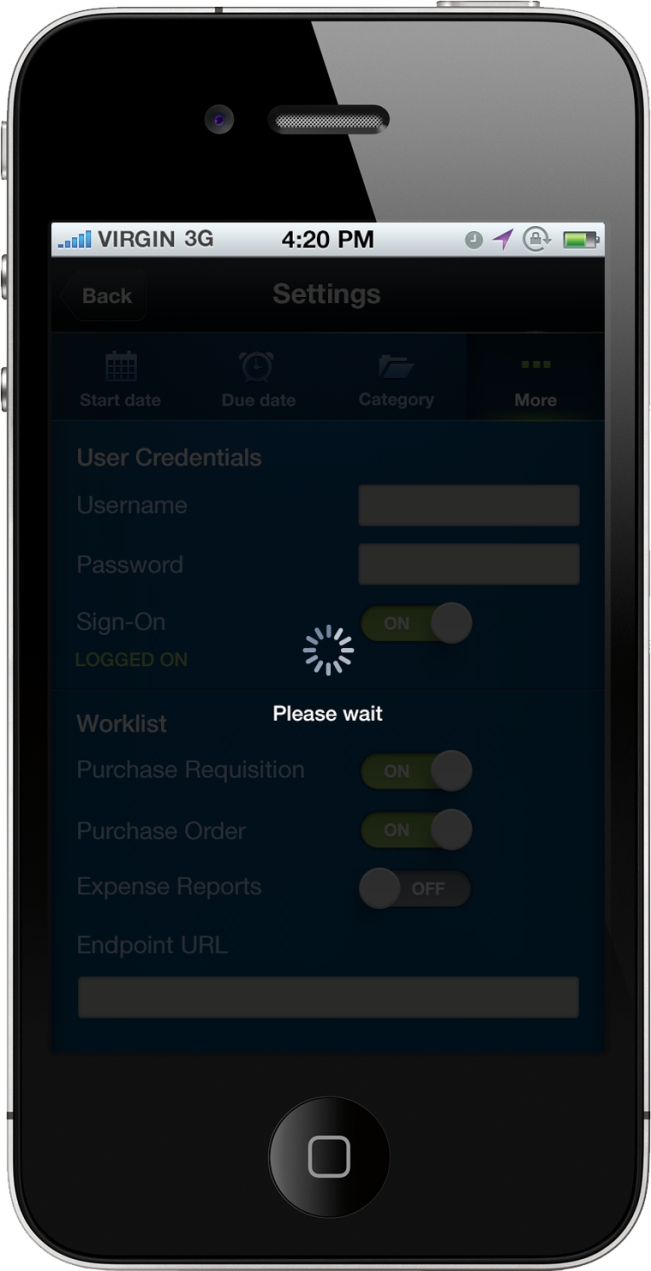 VIRGIN 3G 4:20 PM
Back Settings
Start date Due date Category More
User Credentials
Username
Password
Sign-On ON
LOGGED ON
Please wait
Worklist
Purchase Requisition ON
Purchase Order ON
Expense Reports OFF
Endpoint URL